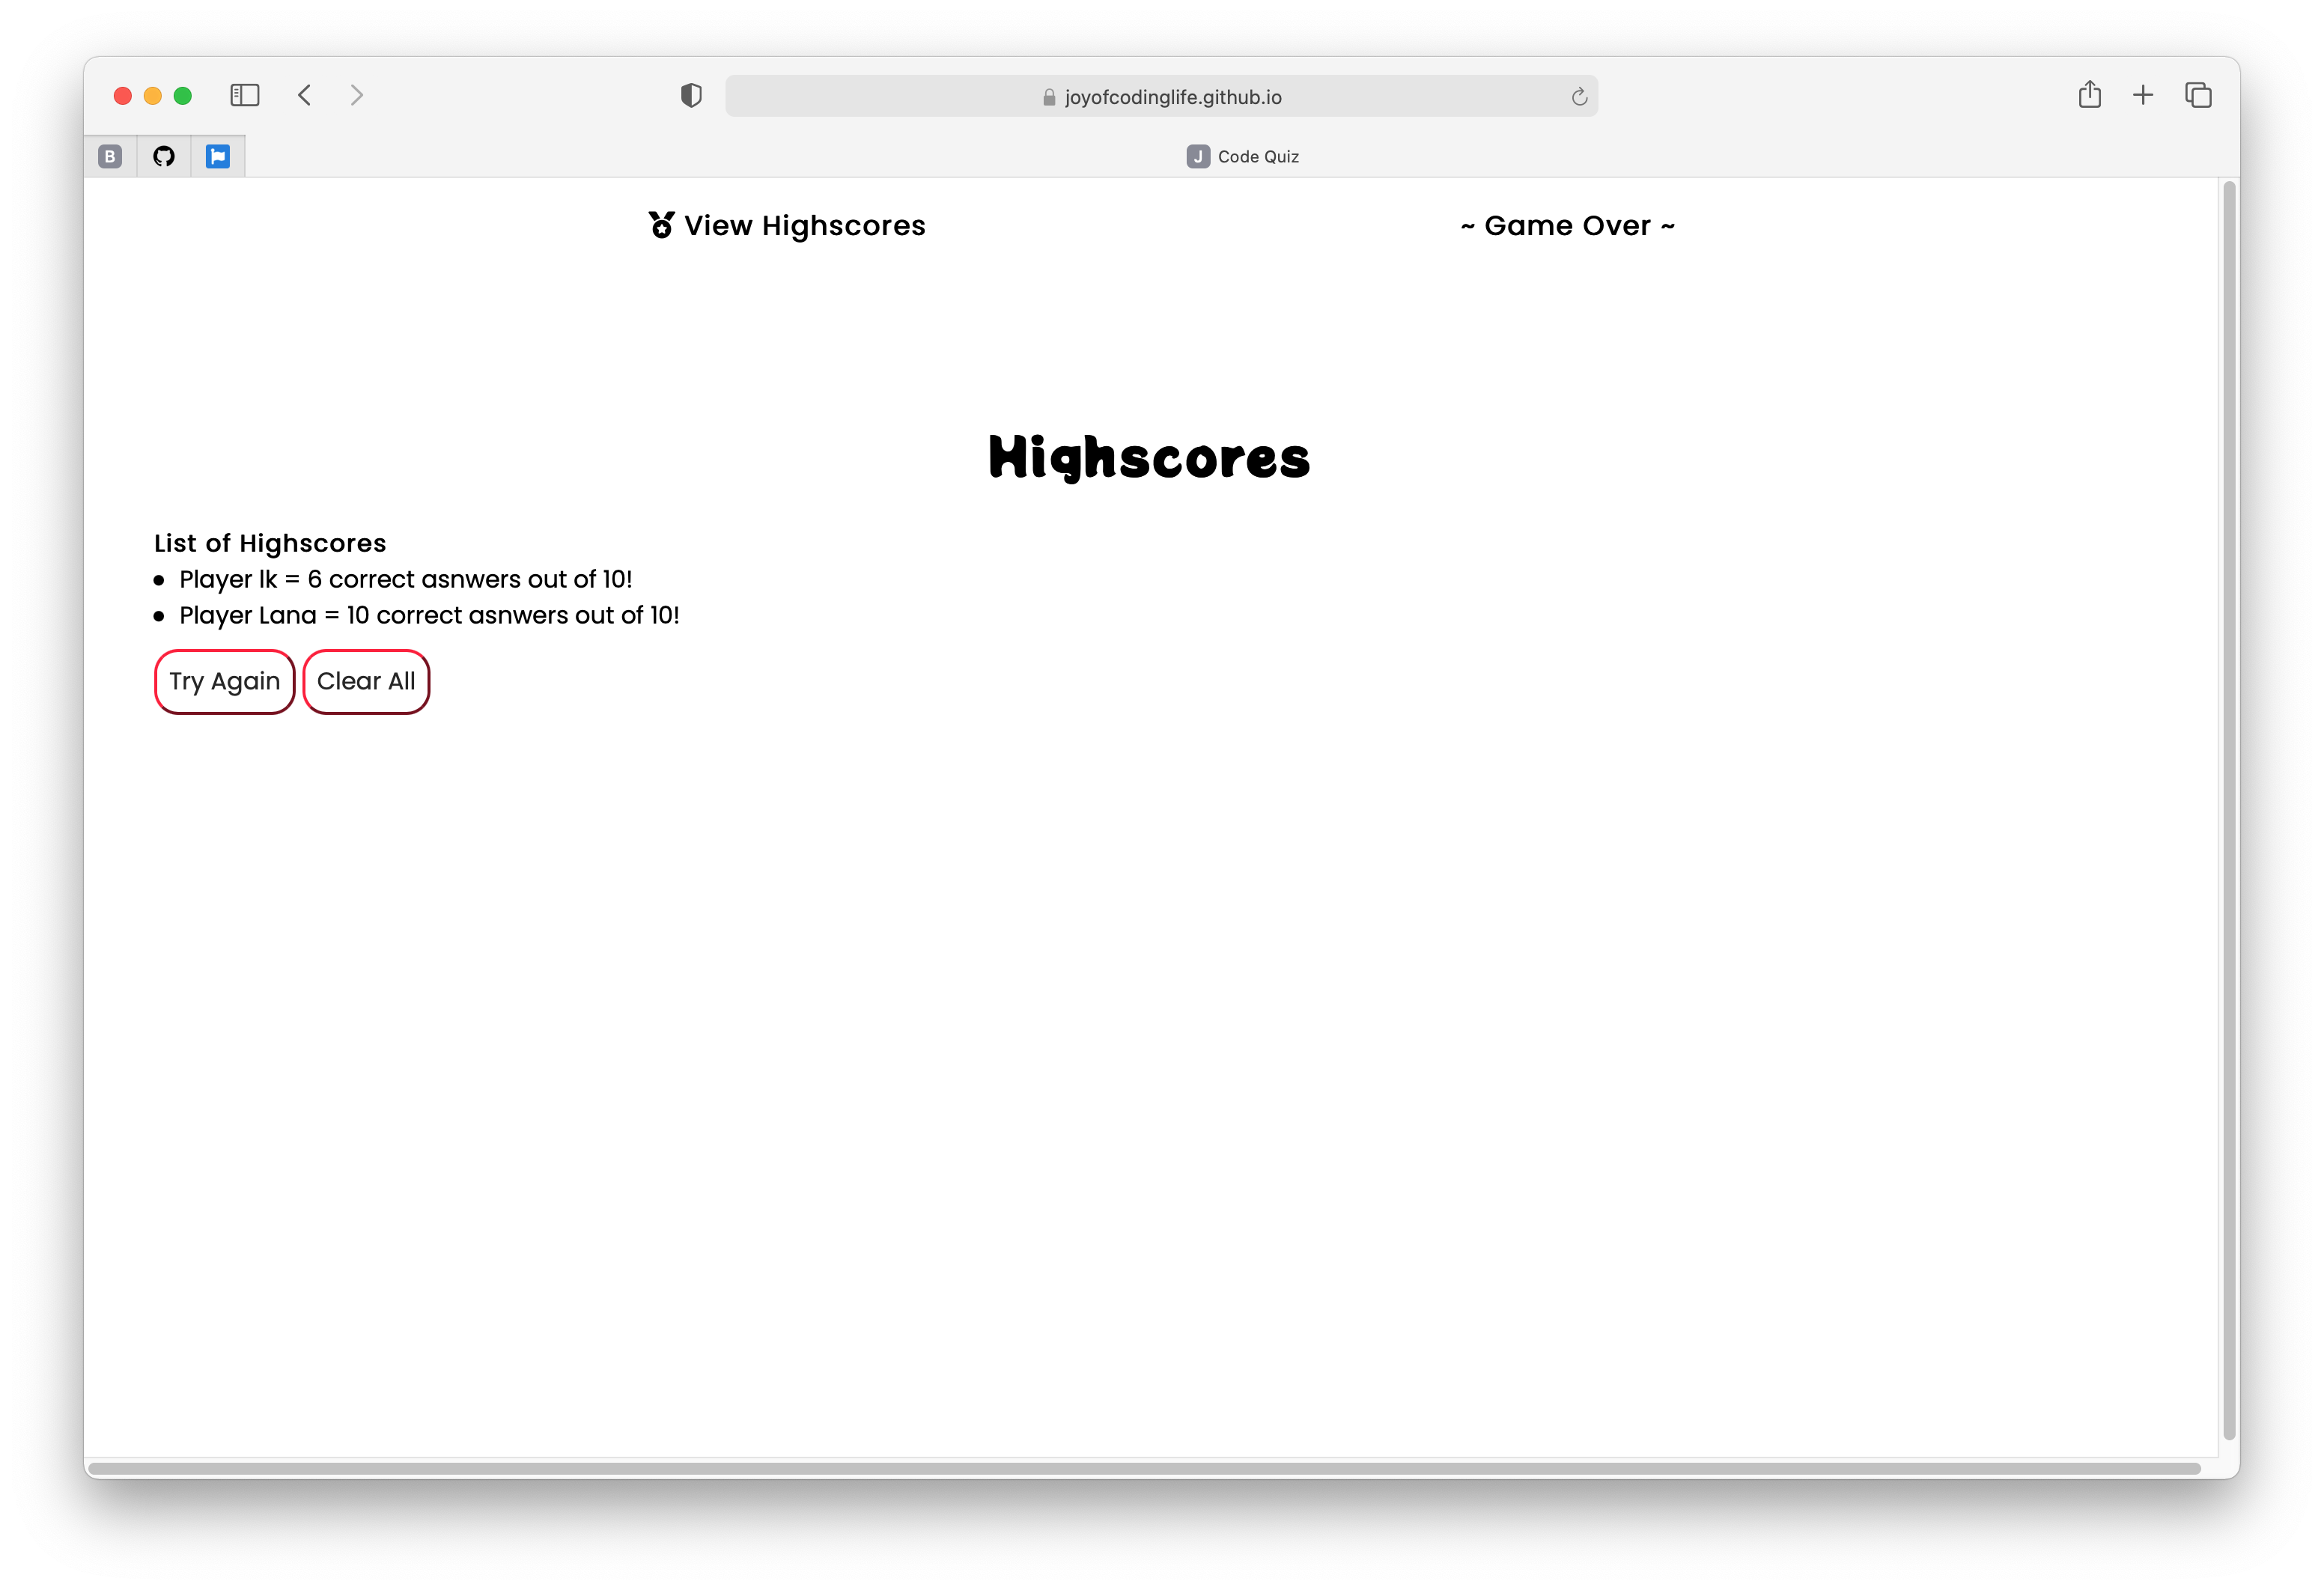 joyofcodinglife.github.io
B
J Code Quiz
View Highscores
~ Game Over ~
Highscores
List of Highscores
Player lk = 6 correct asnwers out of 10!
Player Lana = 10 correct asnwers out of 10!
Try Again
Clear All